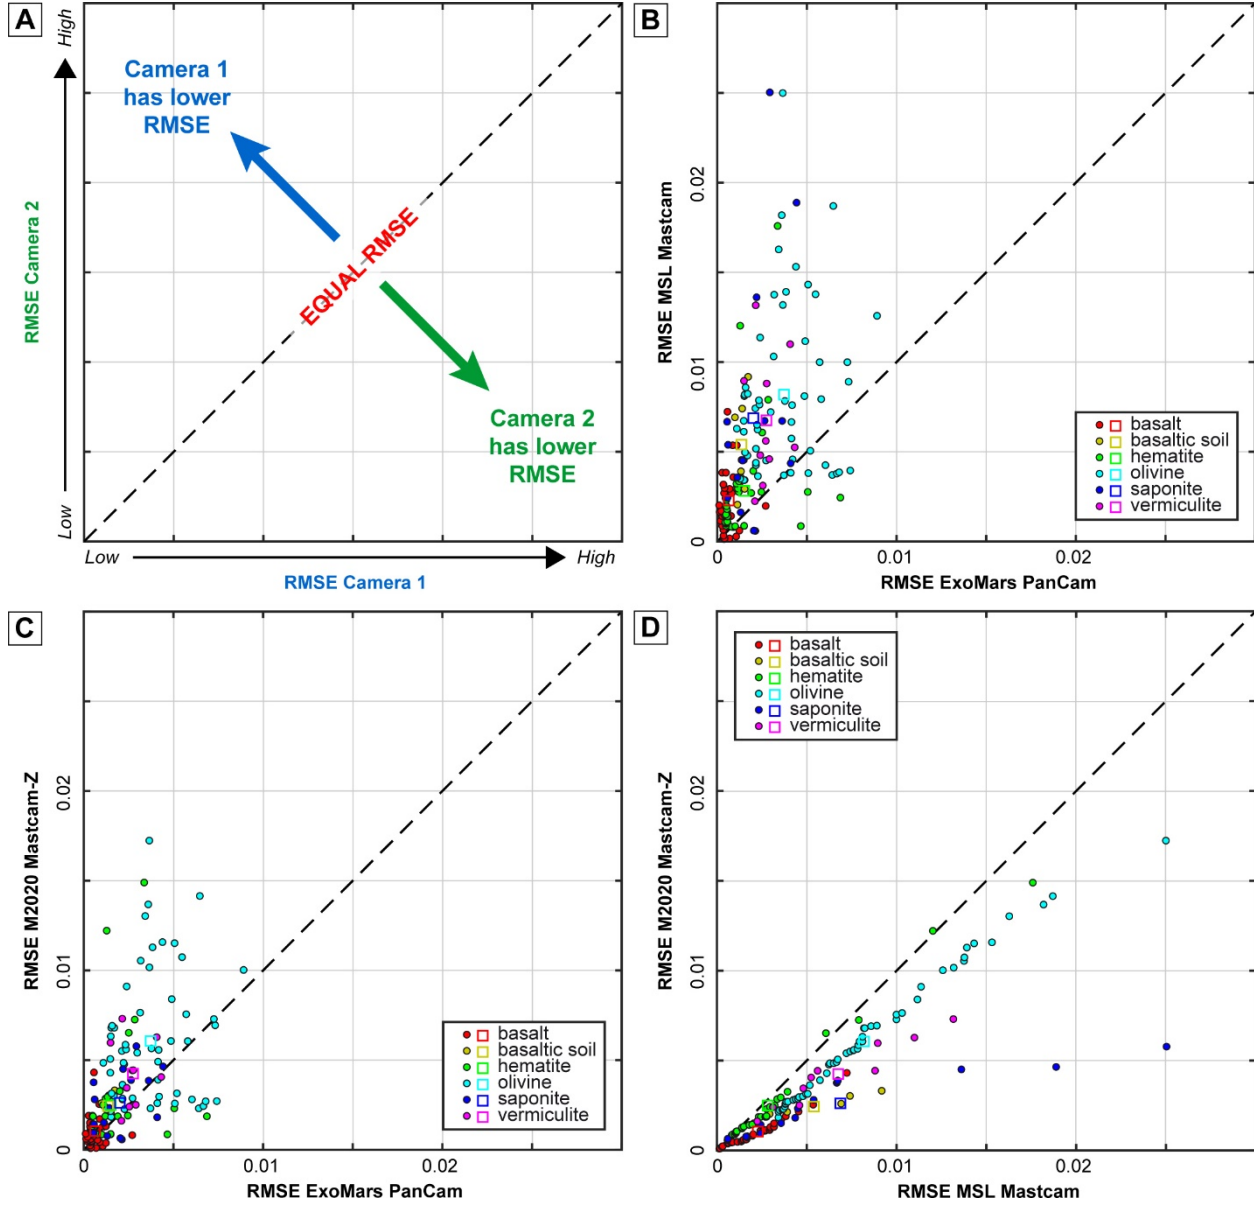 A
High
Camera 1
has lower
RMSE
EQUAL RMSE
RMSE Camera 2
Camera 2
has lower
RMSE
Low
Low
High
RMSE Camera 1
B
0.02
RMSE MSL Mastcam
0.01
basalt
basaltic soil
hematite
olivine
saponite
vermiculite
0
0
0.01
0.02
RMSE ExoMars PanCam
C
0.02
RMSE M2020 Mastcam-Z
0.01
basalt
basaltic soil
hematite
olivine
saponite
vermiculite
0
0
0.01
0.02
RMSE ExoMars PanCam
D
basalt
basaltic soil
hematite
olivine
saponite
vermiculite
0.02
RMSE M2020 Mastcam-Z
0.01
0
0
0.01
0.02
RMSE MSL Mastcam